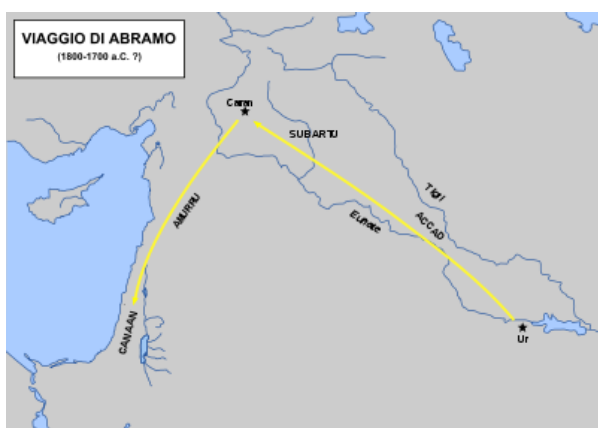 VIAGGIO DI ABRAMO
(1800-1700 a.C. ?)
Carran
SUBARTU
Tigri
AMURRU
ACCAD
Eufrate
CANAAN
Ur